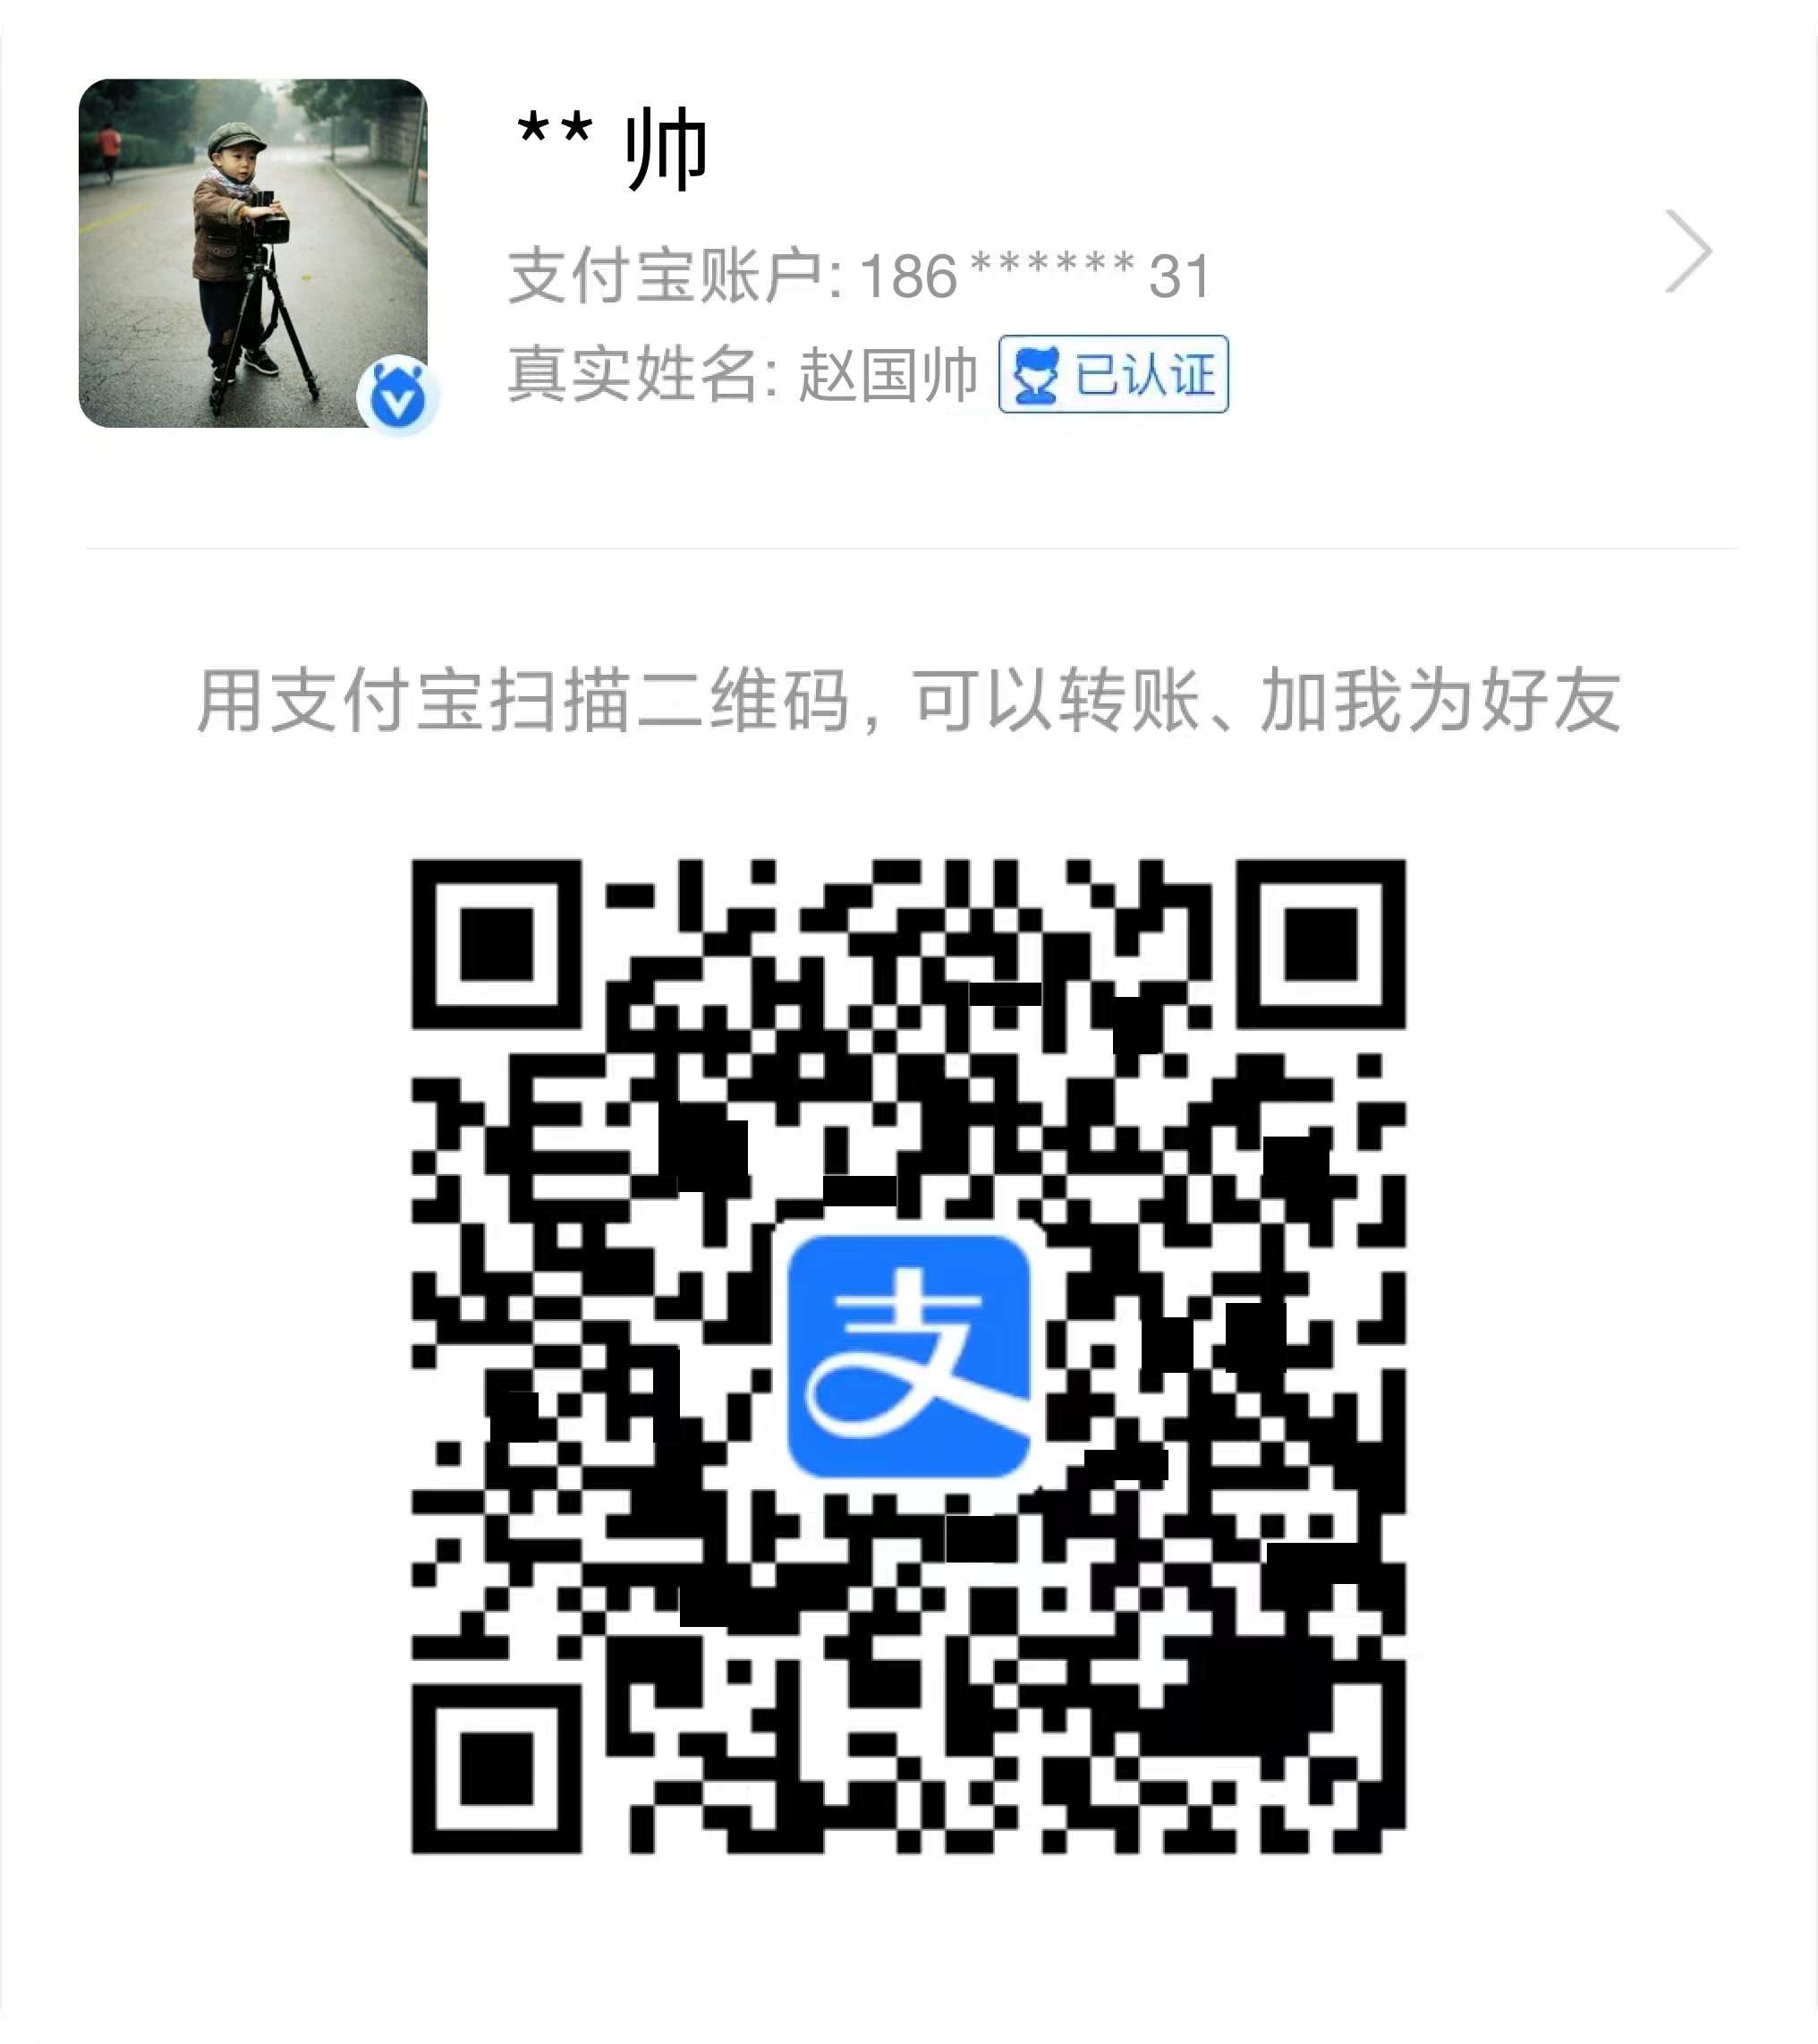 ** 帅
支付宝账户: 186******31
真实姓名: 赵国帅 已认证
用支付宝扫描二维码，可以转账、加我为好友
支